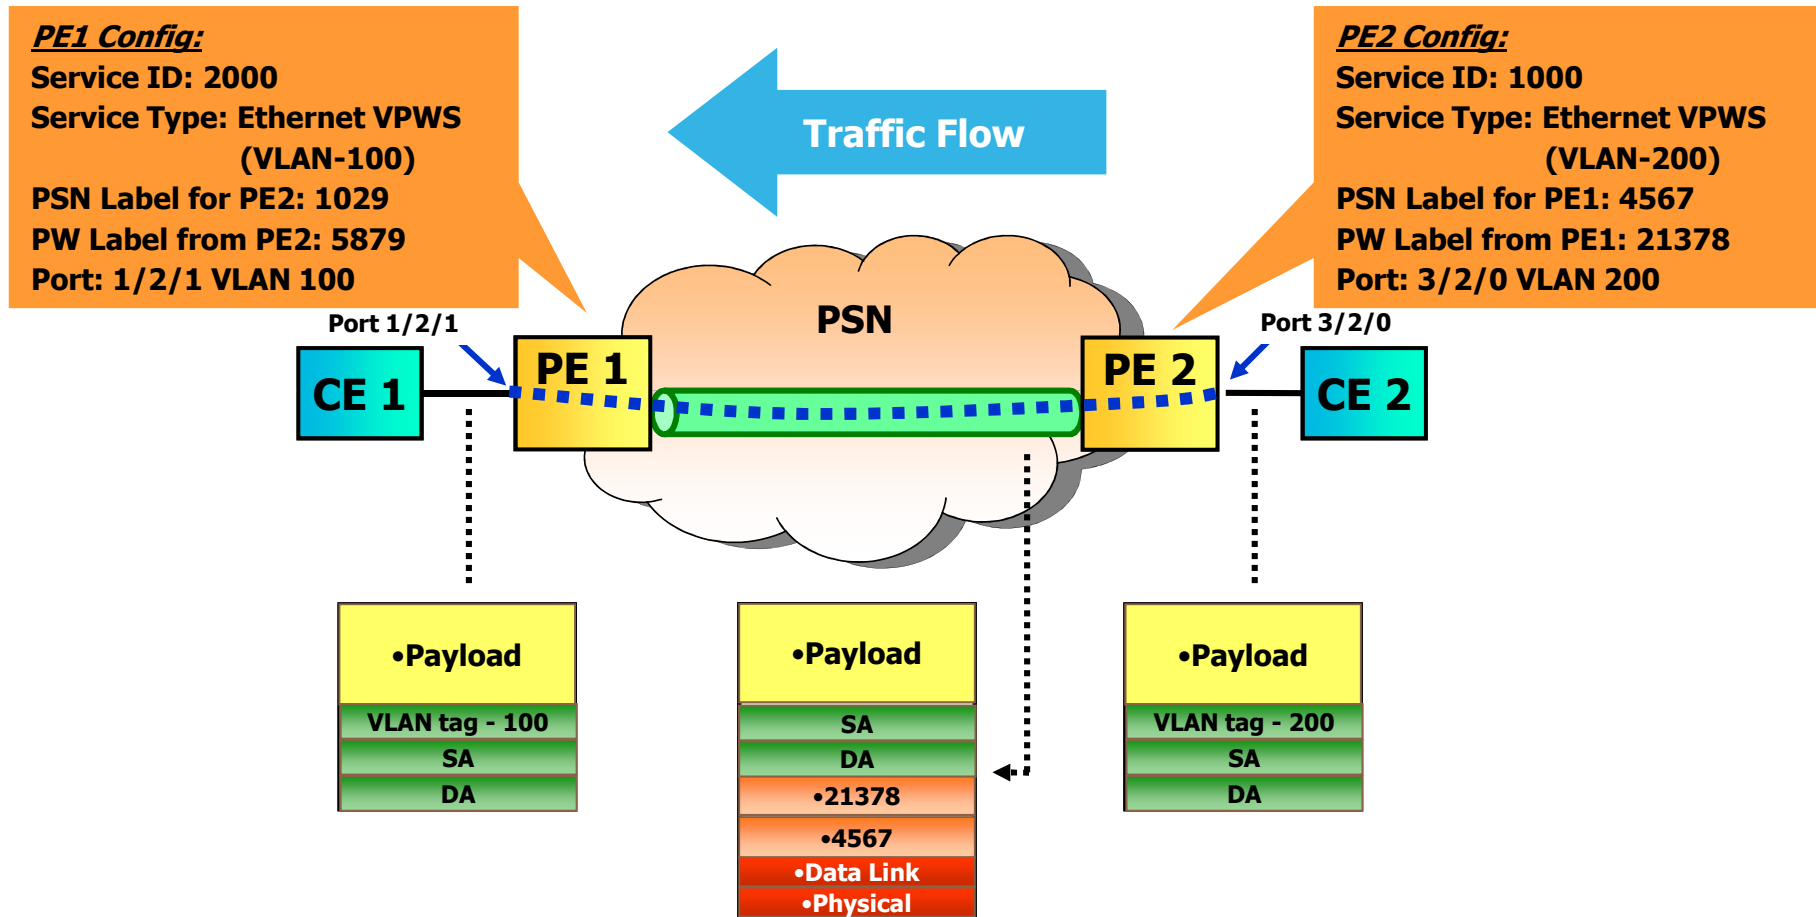 PE1 Config:
Service ID: 2000
Service Type: Ethernet VPWS
(VLAN-100)
PSN Label for PE2: 1029
PW Label from PE2: 5879
Port: 1/2/1 VLAN 100
Traffic Flow
PE2 Config:
Service ID: 1000
Service Type: Ethernet VPWS
(VLAN-200)
PSN Label for PE1: 4567
PW Label from PE1: 21378
Port: 3/2/0 VLAN 200
PSN
Port 1/2/1
Port 3/2/0
CE 1
PE 1
PE 2
CE 2
•Payload
VLAN tag - 100
SA
DA
•Payload
SA
DA
•21378
•4567
•Data Link
•Physical
•Payload
VLAN tag - 200
SA
DA